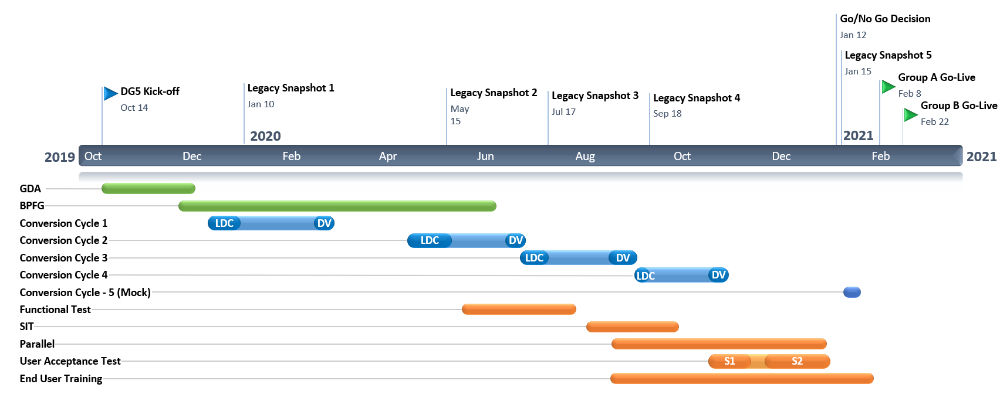 Go/No Go Decision
Jan 12
Legacy Snapshot 5
Jan 15
Group A Go-Live
Feb 8
Group B Go-Live
Feb 22
DG5 Kick-off
Oct 14
Legacy Snapshot 1
Jan 10
Legacy Snapshot 2
May
15
Legacy Snapshot 3
Jul 17
Legacy Snapshot 4
Sep 18
2020
2021
2019 Oct Dec Feb Apr Jun Aug Oct Dec Feb 2021
GDA
BPFG
Conversion Cycle 1 LDC DV
Conversion Cycle 2 LDC DV
Conversion Cycle 3 LDC DV
Conversion Cycle 4 LDC DV
Conversion Cycle - 5 (Mock)
Functional Test
SIT
Parallel
User Acceptance Test S1 S2
End User Training